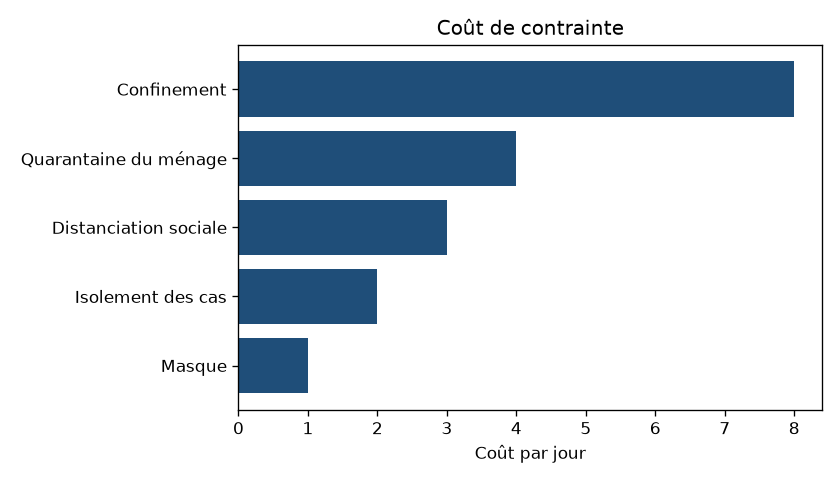 Coût de contrainte
Confinement
Quarantaine du ménage
Distanciation sociale
Isolement des cas
Masque
0 1 2 3 4 5 6 7 8
Coût par jour